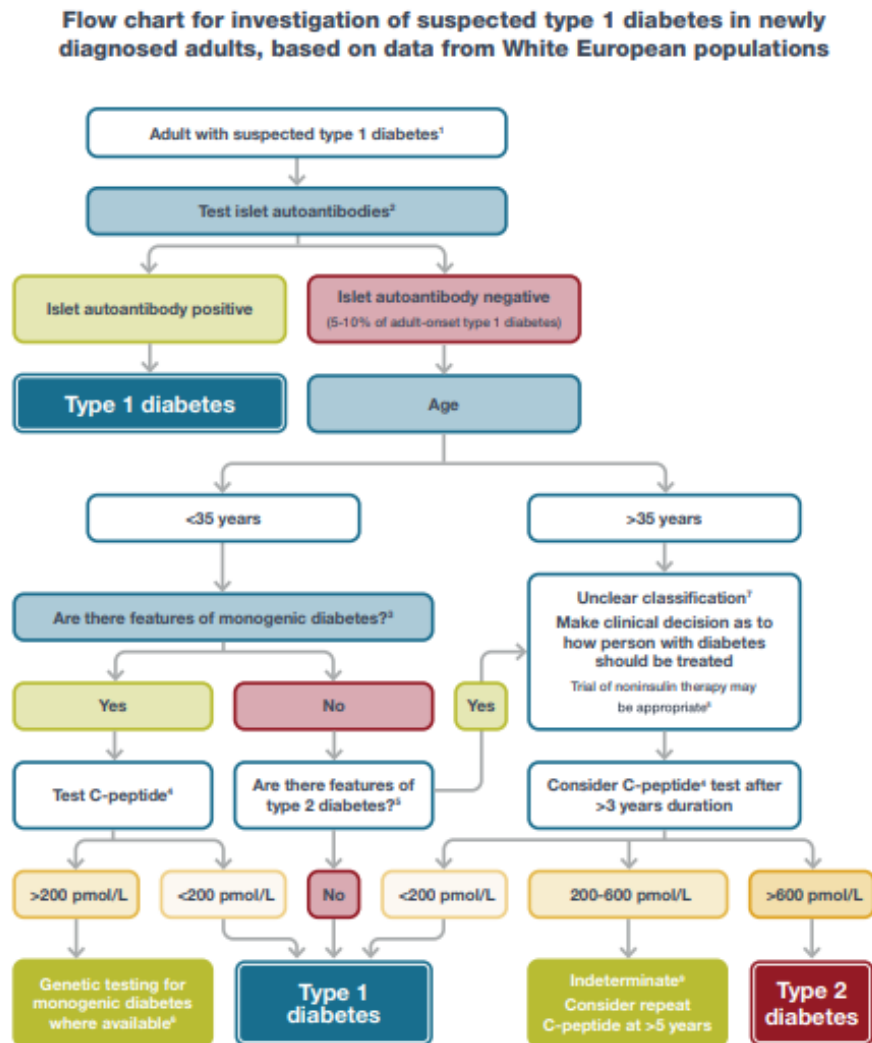 Flow chart for investigation of suspected type 1 diabetes in newly
diagnosed adults, based on data from White European populations
Adult with suspected type 1 diabetes¹
Test islet autoantibodies²
Islet autoantibody positive
Islet autoantibody negative
(5-10% of adult-onset type 1 diabetes)
Type 1 diabetes
Age
<35 years
>35 years
Are there features of monogenic diabetes?³
Unclear classification⁷
Make clinical decision as to
how person with diabetes
should be treated
Trial of noninsulin therapy may
be appropriate⁸
Yes
No
Yes
Test C-peptide⁴
Are there features of
type 2 diabetes?⁵
Consider C-peptide⁴ test after
>3 years duration
>200 pmol/L
<200 pmol/L
No
<200 pmol/L
200-600 pmol/L
>600 pmol/L
Genetic testing for
monogenic diabetes
where available⁶
Type 1
diabetes
Indeterminate⁹
Consider repeat
C-peptide at >5 years
Type 2
diabetes